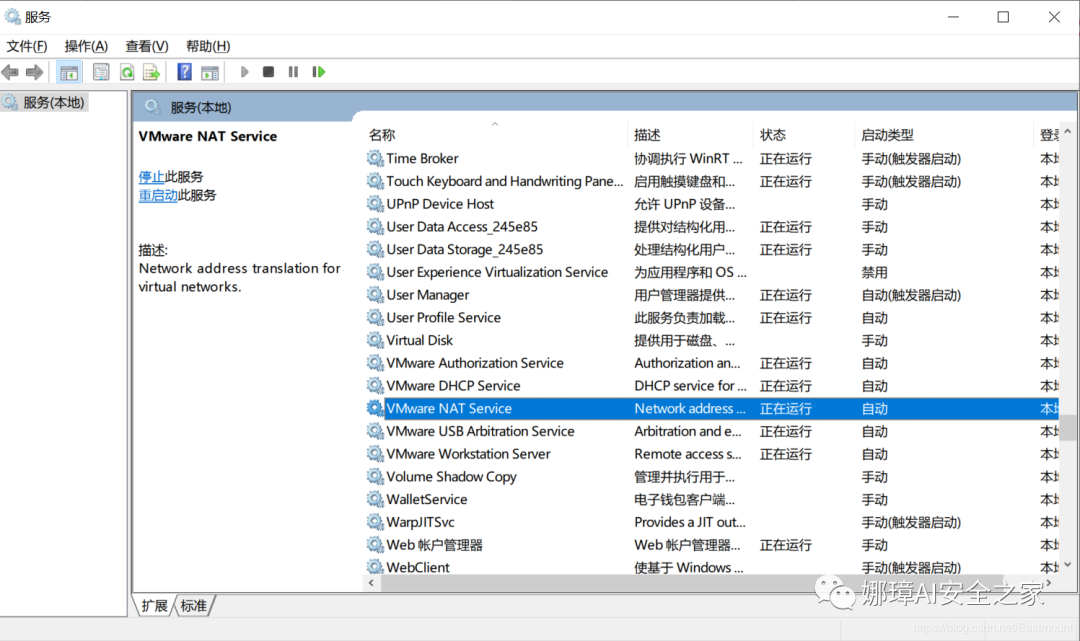 服务
文件(F) 操作(A) 查看(V) 帮助(H)
服务(本地)
服务(本地)
VMware NAT Service
停止此服务
重启动此服务
描述:
Network address translation for
virtual networks.
名称 描述 状态 启动类型 登录
Time Broker 协调执行 WinRT ... 正在运行 手动(触发器启动) 本地
Touch Keyboard and Handwriting Pane... 启用触摸键盘和... 正在运行 手动(触发器启动) 本地
UPnP Device Host 允许 UPnP 设备... 手动 本地
User Data Access_245e85 提供对结构化用... 正在运行 手动 本地
User Data Storage_245e85 处理结构化用户... 正在运行 手动 本地
User Experience Virtualization Service 为应用程序和 OS ... 禁用 本地
User Manager 用户管理器提供... 正在运行 自动(触发器启动) 本地
User Profile Service 此服务负责加载... 正在运行 自动 本地
Virtual Disk 提供用于磁盘、... 手动 本地
VMware Authorization Service Authorization an... 正在运行 自动 本地
VMware DHCP Service DHCP service for ... 正在运行 自动 本地
VMware NAT Service Network address ... 正在运行 自动 本地
VMware USB Arbitration Service Arbitration and e... 正在运行 自动 本地
VMware Workstation Server Remote access s... 正在运行 自动 本地
Volume Shadow Copy 管理并执行用于... 手动 本地
WalletService 电子钱包客户端... 手动 本地
WarpJITSvc Provides a JIT out... 手动(触发器启动) 本地
Web 帐户管理器 Web 帐户管理器... 正在运行 手动 本地
WebClient 使基于 Windows ... 手动(触发器启动) 本地
扩展 标准
娜璋AI安全之家
https://blog.csdn.net/Eastmount